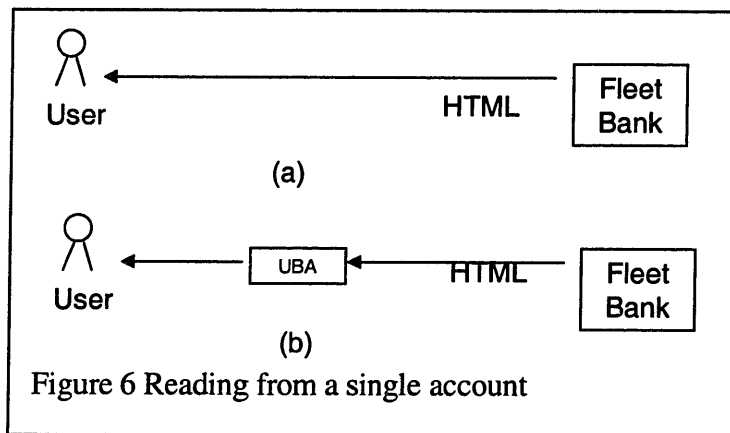 User
HTML
Fleet
Bank
(a)
User
UBA
HTML
Fleet
Bank
(b)
Figure 6 Reading from a single account